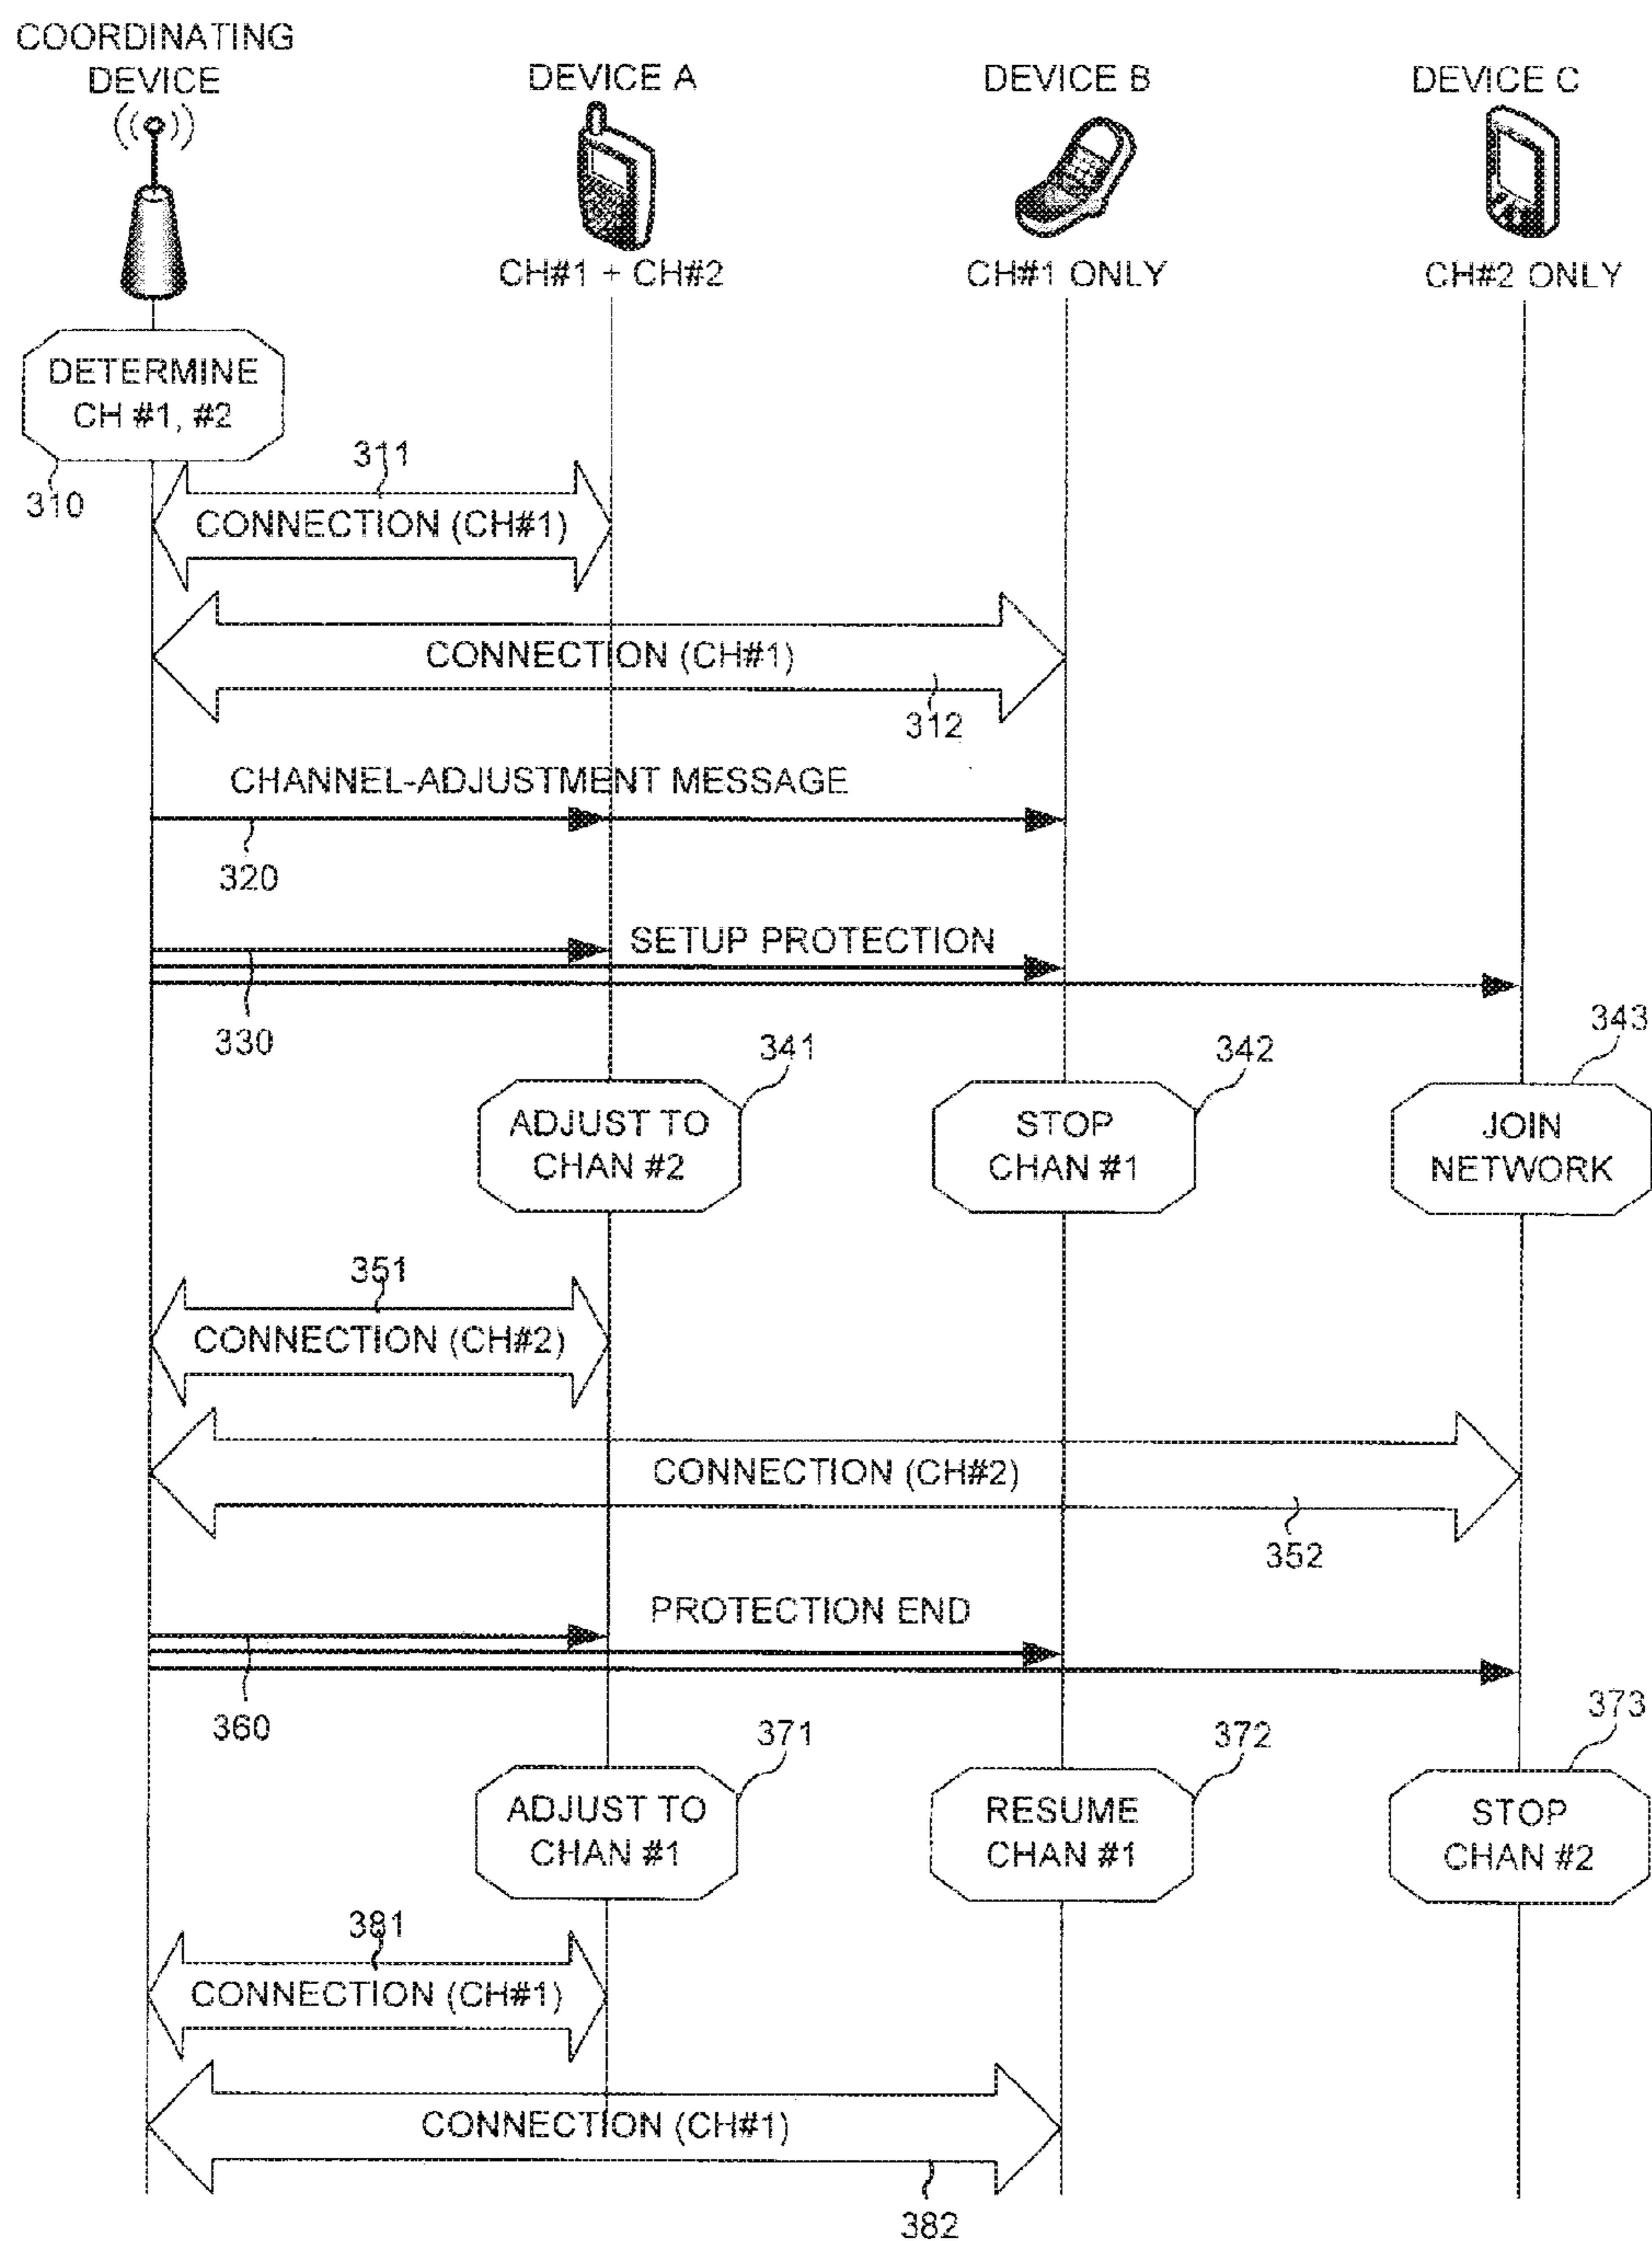 COORDINATING
DEVICE
DEVICE A
DEVICE B
DEVICE C
CH#1 + CH#2
CH#1 ONLY
CH#2 ONLY
DETERMINE
CH #1, #2
310
311
CONNECTION (CH#1)
CONNECTION (CH#1)
312
CHANNEL-ADJUSTMENT MESSAGE
320
SETUP PROTECTION
330
341
342
343
ADJUST TO
CHAN #2
STOP
CHAN #1
JOIN
NETWORK
351
CONNECTION (CH#2)
CONNECTION (CH#2)
352
PROTECTION END
360
371
372
373
ADJUST TO
CHAN #1
RESUME
CHAN #1
STOP
CHAN #2
381
CONNECTION (CH#1)
CONNECTION (CH#1)
382